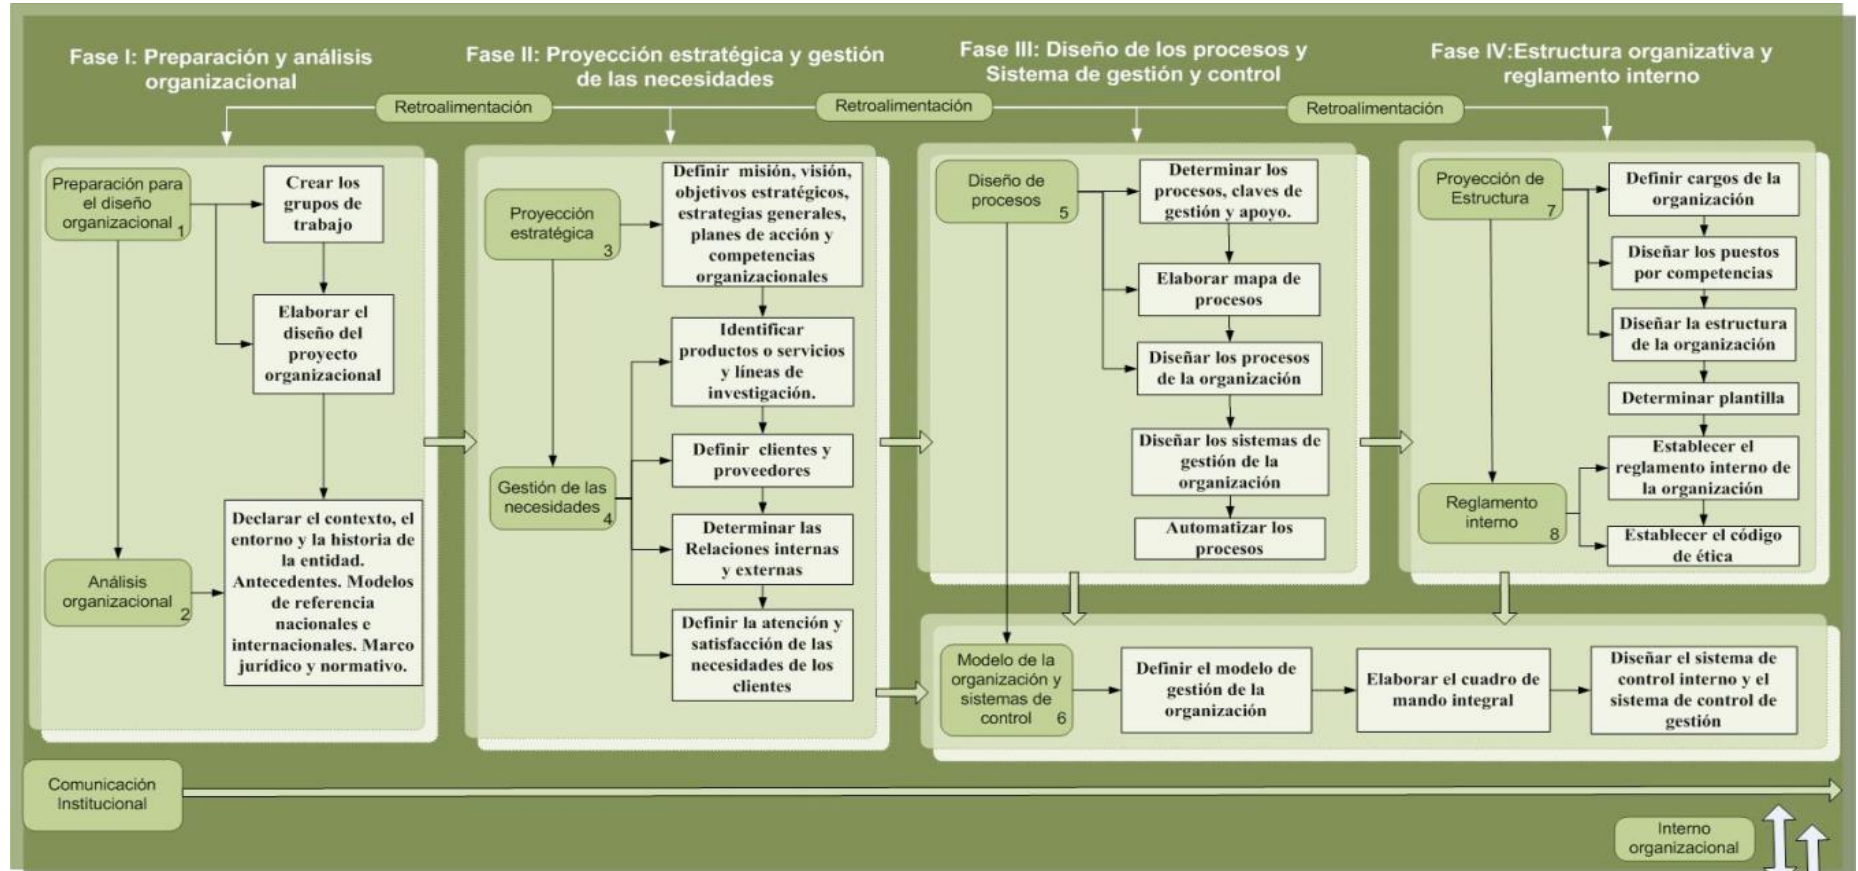 Fase I: Preparación y análisis
organizacional
Fase II: Proyección estratégica y gestión
de las necesidades
Fase III: Diseño de los procesos y
Sistema de gestión y control
Fase IV:Estructura organizativa y
reglamento interno
Retroalimentación
Retroalimentación
Retroalimentación
Preparación para
el diseño
organizacional
1
Crear los
grupos de
trabajo
Elaborar el
diseño del
proyecto
organizacional
Análisis
organizacional
2
Declarar el contexto, el
entorno y la historia de
la entidad.
Antecedentes. Modelos
de referencia
nacionales e
internacionales. Marco
jurídico y normativo.
Proyección
estratégica
3
Definir misión, visión,
objetivos estratégicos,
estrategias generales,
planes de acción y
competencias
organizacionales
Identificar
productos o servicios
y líneas de
investigación.
Gestión de las
necesidades
4
Definir clientes y
proveedores
Determinar las
Relaciones internas
y externas
Definir la atención y
satisfacción de las
necesidades de los
clientes
Diseño de
procesos
5
Determinar los
procesos, claves de
gestión y apoyo.
Elaborar mapa de
procesos
Diseñar los procesos
de la organización
Diseñar los sistemas de
gestión de la
organización
Automatizar los
procesos
Proyección de
Estructura
7
Definir cargos de la
organización
Diseñar los puestos
por competencias
Diseñar la estructura
de la organización
Determinar plantilla
Establecer el
reglamento interno de
la organización
Reglamento
interno
8
Establecer el código
de ética
Modelo de la
organización y
sistemas de
control
6
Definir el modelo de
gestión de la
organización
Elaborar el cuadro de
mando integral
Diseñar el sistema de
control interno y el
sistema de control de
gestión
Comunicación
Institucional
Interno
organizacional